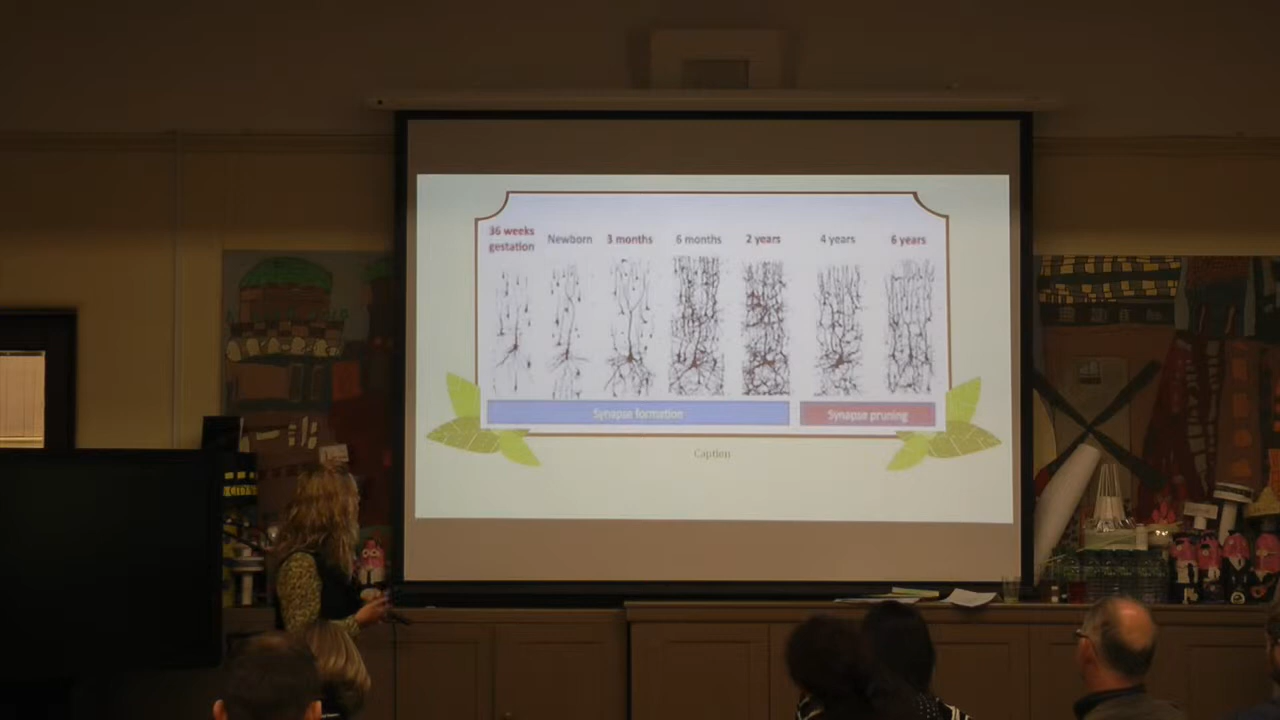 36 weeks
gestation
Newborn
3 months
6 months
2 years
4 years
6 years
Synapse formation
Synapse pruning
Caption